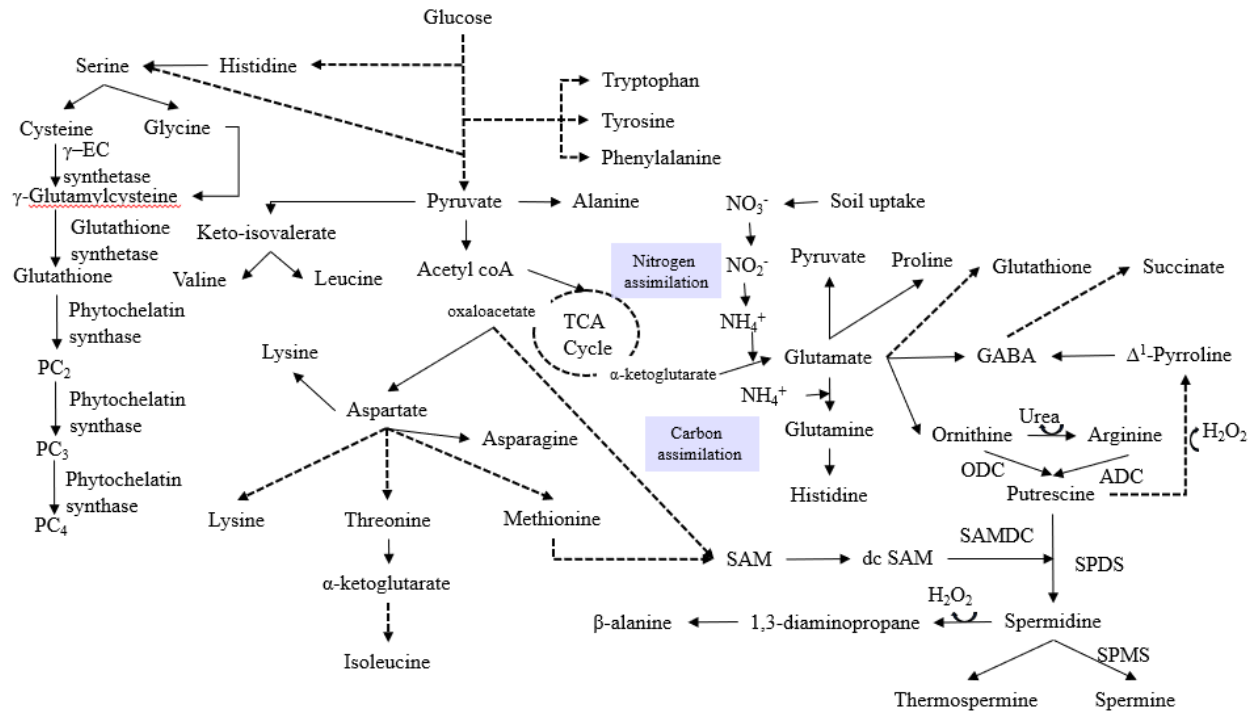 Glucose
Serine
Histidine
Tryptophan
Cysteine
Glycine
Tyrosine
γ–EC
synthetase
Phenylalanine
γ-Glutamylcysteine
Pyruvate
Alanine
NO₃⁻
Soil uptake
Glutathione
synthetase
Keto-isovalerate
Nitrogen
assimilation
NO₂⁻
Pyruvate
Proline
Glutathione
Succinate
Glutathione
Valine
Leucine
Acetyl coA
Phytochelatin
synthase
oxaloacetate
TCA
Cycle
NH₄⁺
Lysine
PC₂
α-ketoglutarate
Glutamate
GABA
Δ¹-Pyrroline
Phytochelatin
synthase
Aspartate
NH₄⁺
Asparagine
Carbon
assimilation
Glutamine
Ornithine
Urea
Arginine
H₂O₂
PC₃
ODC
ADC
Phytochelatin
synthase
Histidine
Putrescine
PC₄
Lysine
Threonine
Methionine
SAM
dc SAM
SAMDC
SPDS
α-ketoglutarate
H₂O₂
β-alanine
1,3-diaminopropane
Spermidine
Isoleucine
SPMS
Thermospermine
Spermine